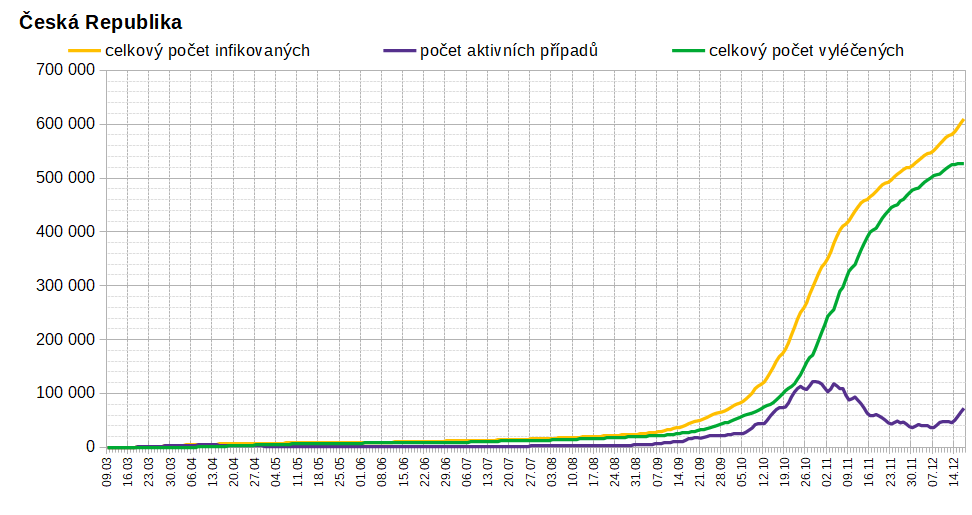 Česká Republika
celkový počet infikovaných počet aktivních případů celkový počet vyléčených
700 000
600 000
500 000
400 000
300 000
200 000
100 000
0
09.03 16.03 23.03 30.03 06.04 13.04 20.04 27.04 04.05 11.05 18.05 25.05 01.06 08.06 15.06 22.06 29.06 06.07 13.07 20.07 27.07 03.08 10.08 17.08 24.08 31.08 07.09 14.09 21.09 28.09 05.10 12.10 19.10 26.10 02.11 09.11 16.11 23.11 30.11 07.12 14.12